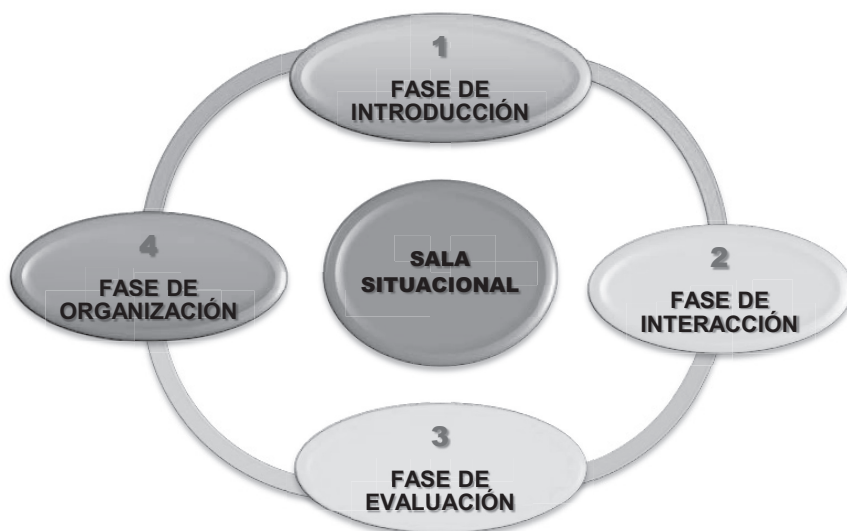 1
FASE DE
INTRODUCCIÓN
2
FASE DE
INTERACCIÓN
3
FASE DE
EVALUACIÓN
4
FASE DE
ORGANIZACIÓN
SALA
SITUACIONAL